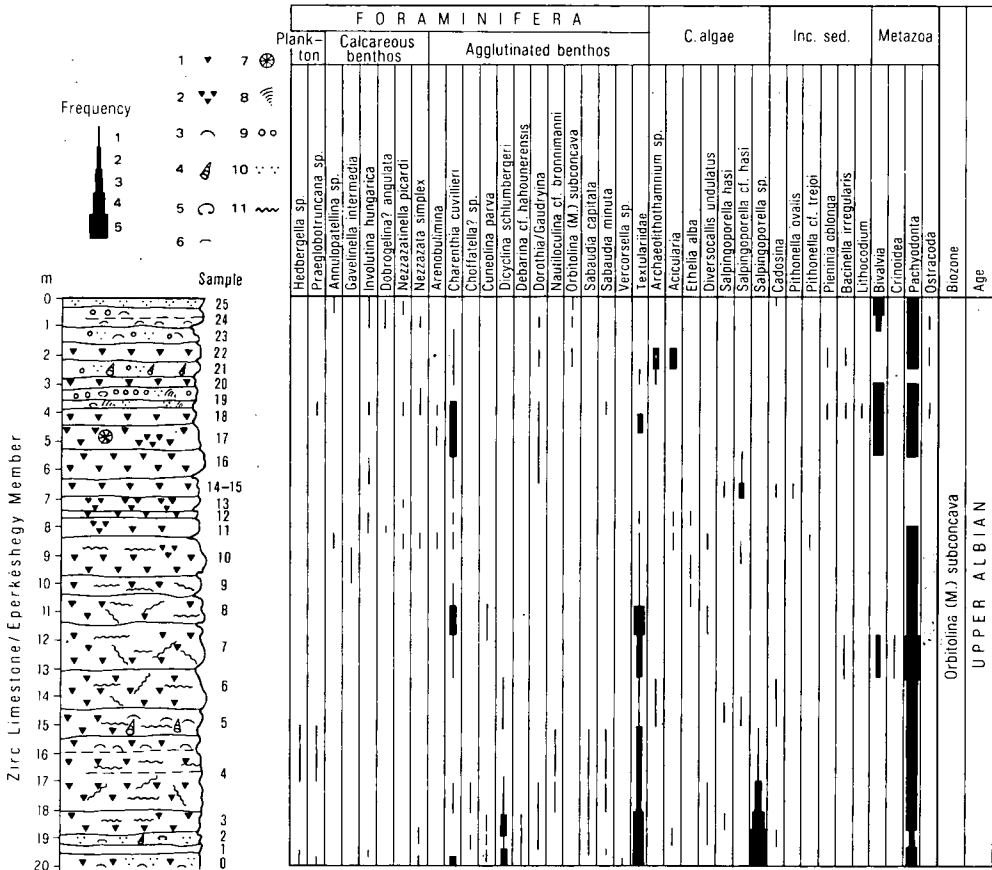 FORAMINIFERA
Plank-
ton
Calcareous
benthos
Agglutinated benthos
C. algae
Inc. sed.
Metazoa
1
2
3
4
5
6
7
8
9
10
11
Frequency
1
2
3
4
5
Hedbergella sp.
Praeglobotruncana sp.
Annulopatellina sp.
Gavelinella intermedia
Involutina hungarica
Dobrogelina? angulata
Nezzazatinella picardi
Nezzazata simplex
Arenobulimina
Charenthia cuvillieri
Choffatella? sp.
Cuneolina parva
Dicyclina schlumbergeri
Debarina cf. hahounerensis
Dorothia/Gaudryina
Nautiloculina cf. bronnimanni
Orbitolina (M.) subconcava
Sabaudia capitata
Sabaudia minuta
Vercorsella sp.
Textulariidae
Archaeolithothamnium sp.
Acicularia
Ethelia alba
Diversocallis undulatus
Salpingoporella hasi
Salpingoporella cf. hasi
Salpingoporella sp.
Cadosina
Pithonella ovalis
Pithonella cf. trejoi
Pieninia oblonga
Bacinella irregularis
Lithocodium
Bivalvia
Crinoidea
Pachyodonta
Ostracoda
Biozone
Age
m
Sample
0
1
2
3
4
5
6
7
8
9
10
11
12
13
14
15
16
17
18
19
20
25
24
23
22
21
20
19
18
17
16
14-15
13
12
11
10
9
8
7
6
5
4
3
2
1
0
Zirc Limestone/Eperkéshegy Member
Orbitolina (M.) subconcava
UPPER ALBIAN